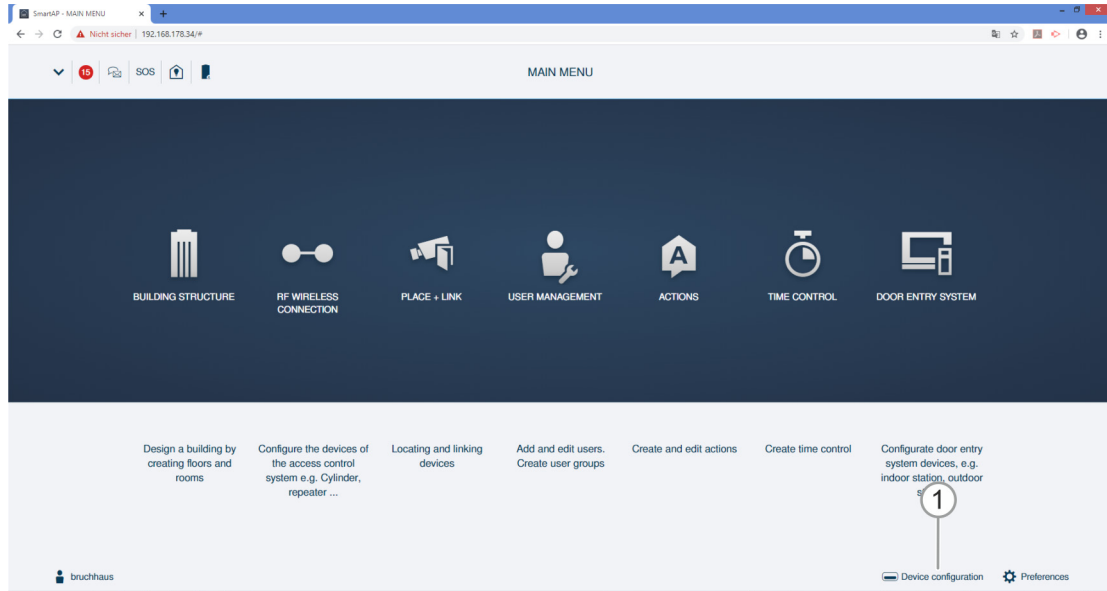 SmartAP - MAIN MENU
Nicht sicher | 192.168.178.34/#
15 SOS MAIN MENU
BUILDING STRUCTURE
RF WIRELESS
CONNECTION
PLACE + LINK
USER MANAGEMENT
A
ACTIONS
TIME CONTROL
DOOR ENTRY SYSTEM
Design a building by
creating floors and
rooms
Configure the devices of
the access control
system e.g. Cylinder,
repeater ...
Locating and linking
devices
Add and edit users.
Create user groups
Create and edit actions
Create time control
Configurate door entry
system devices, e.g.
indoor station, outdoor
1
bruchhaus
Device configuration
Preferences